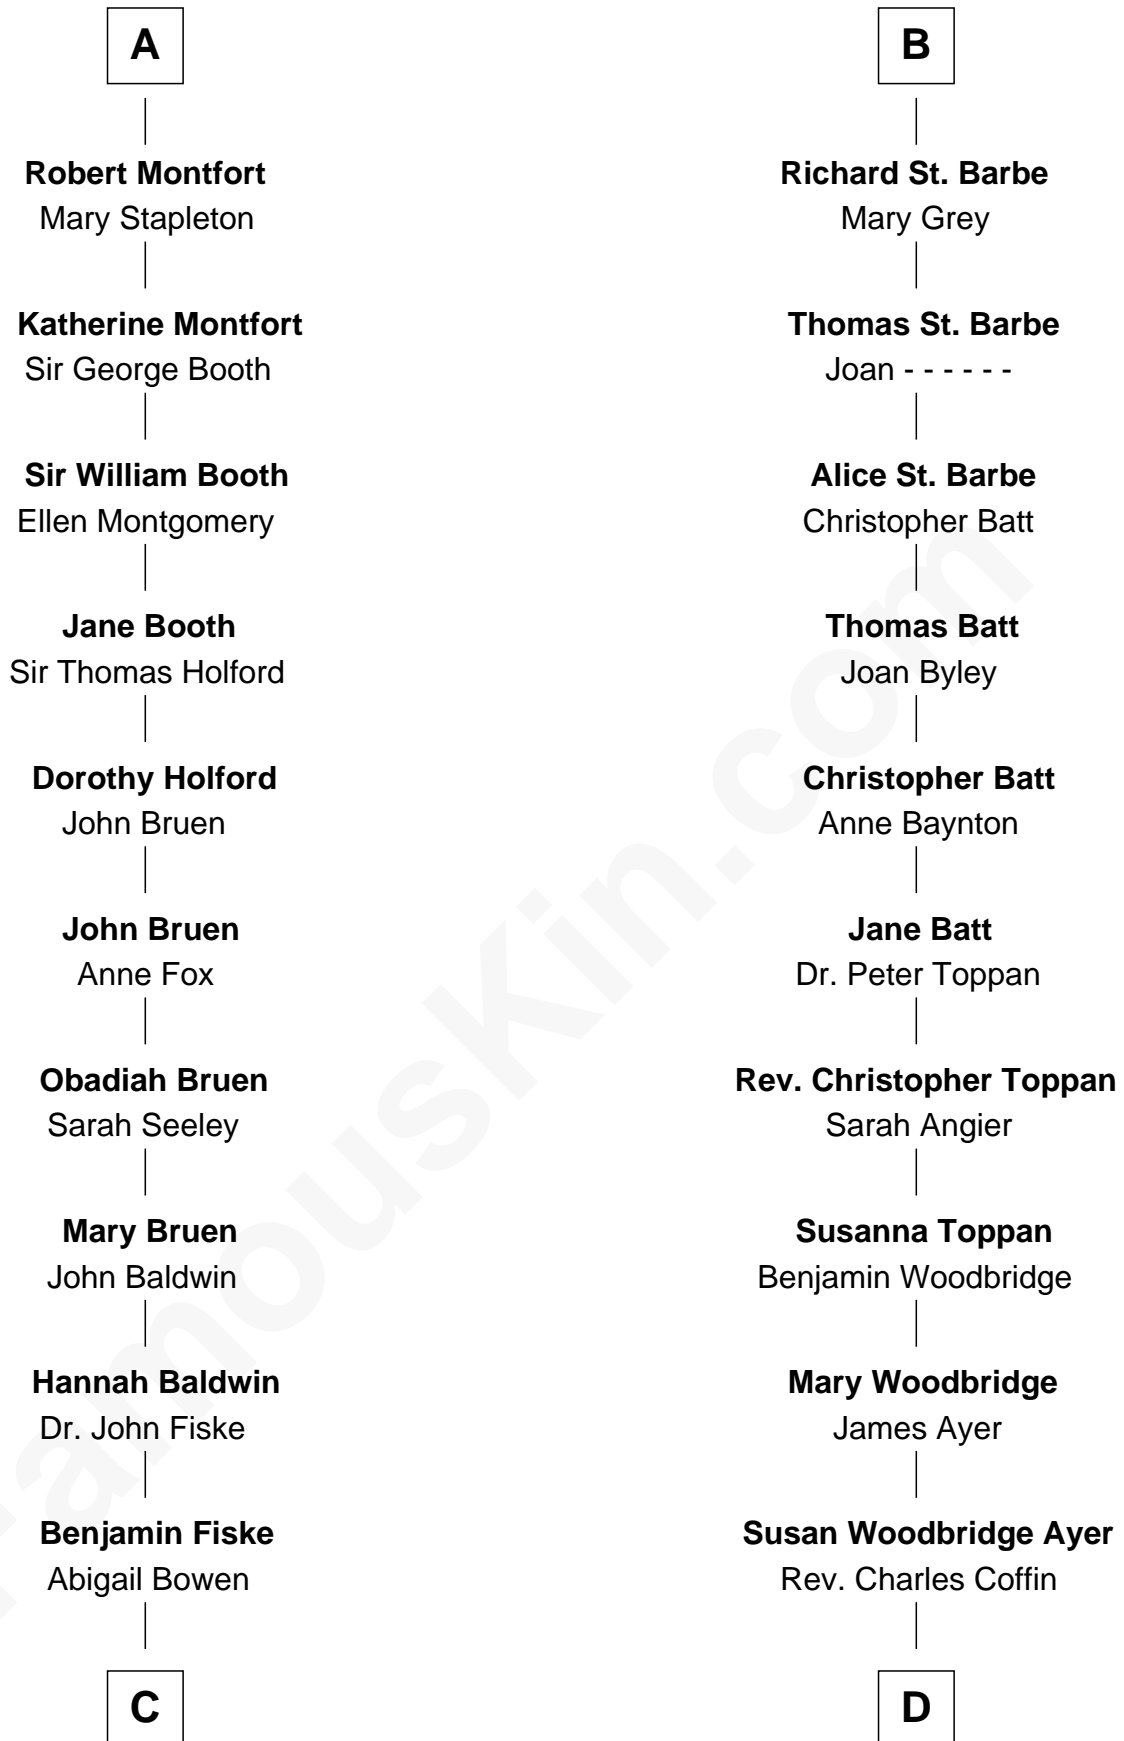 A
Robert Montfort
Mary Stapleton
Katherine Montfort
Sir George Booth
Sir William Booth
Ellen Montgomery
Jane Booth
Sir Thomas Holford
Dorothy Holford
John Bruen
John Bruen
Anne Fox
Obadiah Bruen
Sarah Seeley
Mary Bruen
John Baldwin
Hannah Baldwin
Dr. John Fiske
Benjamin Fiske
Abigail Bowen
C
B
Richard St. Barbe
Mary Grey
Thomas St. Barbe
Joan - - - - - -
Alice St. Barbe
Christopher Batt
Thomas Batt
Joan Byley
Christopher Batt
Anne Baynton
Jane Batt
Dr. Peter Toppan
Rev. Christopher Toppan
Sarah Angier
Susanna Toppan
Benjamin Woodbridge
Mary Woodbridge
James Ayer
Susan Woodbridge Ayer
Rev. Charles Coffin
D
FamousKin.com